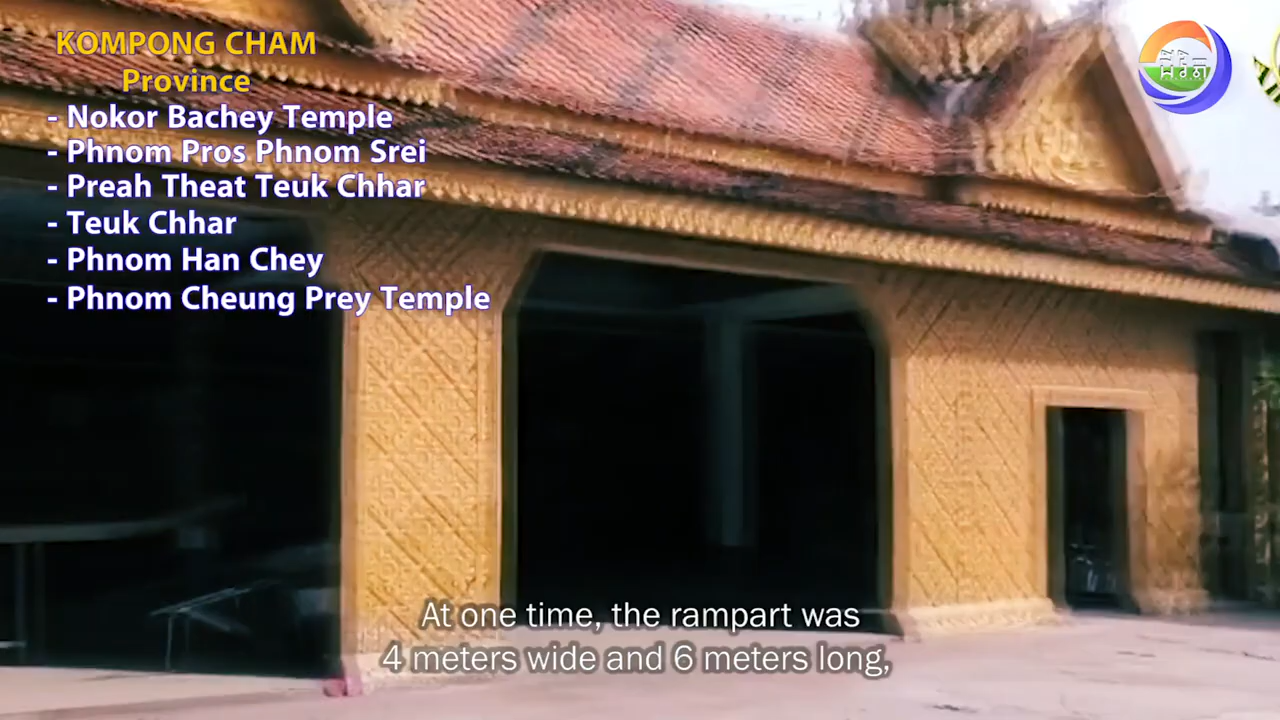 KOMPONG CHAM
Province
- Nokor Bachey Temple
- Phnom Pros Phnom Srei
- Preah Theat Teuk Chhar
- Teuk Chhar
- Phnom Han Chey
- Phnom Cheung Prey Temple
At one time, the rampart was
4 meters wide and 6 meters long,